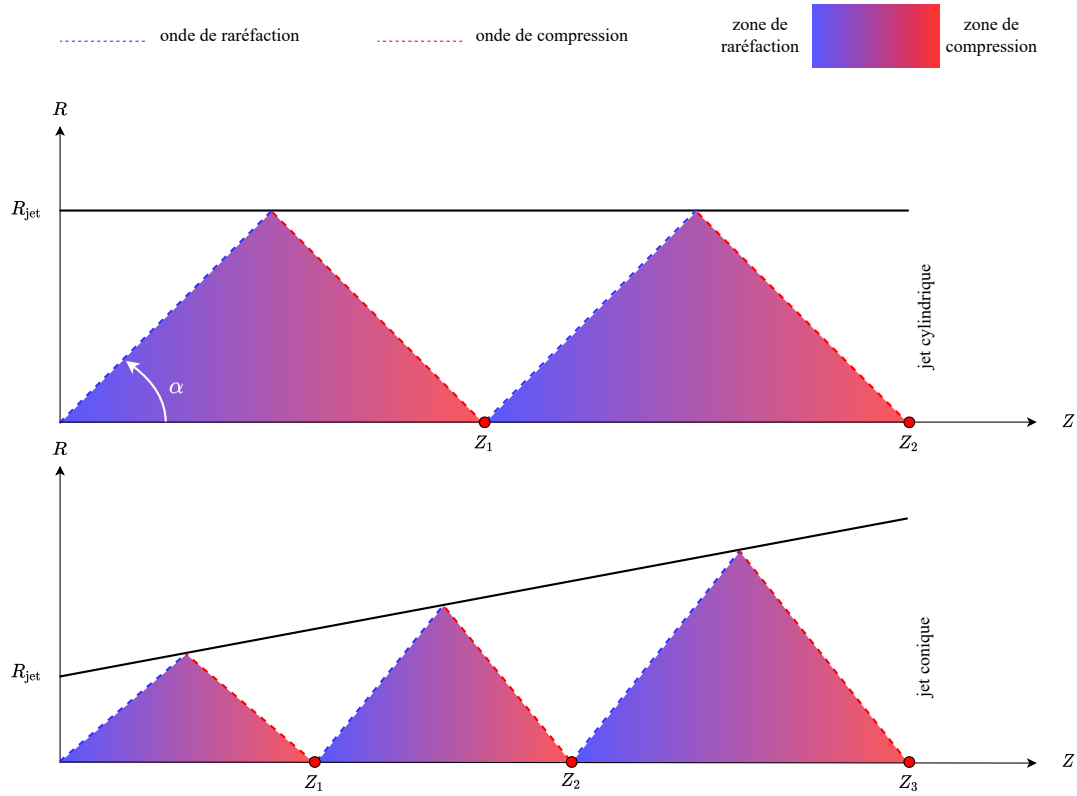 onde de raréfaction
onde de compression
zone de
raréfaction
zone de
compression
R
R_jet
α
jet cylindrique
Z
Z_1
Z_2
R
R_jet
jet conique
Z
Z_1
Z_2
Z_3